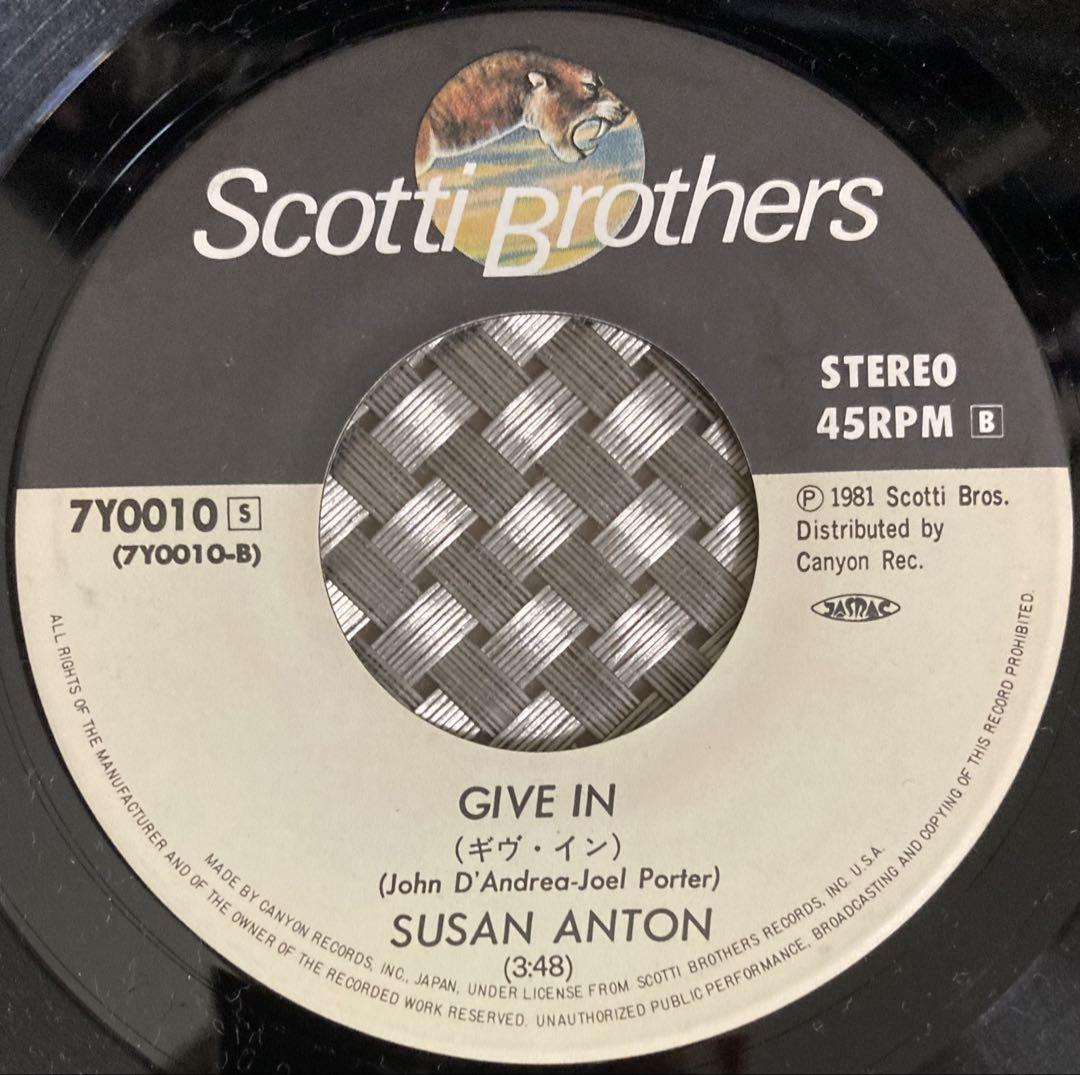 Scotti Brothers
STEREO
45RPM B
7Y0010 S
(7Y0010-B)
Ⓟ 1981 Scotti Bros.
Distributed by
Canyon Rec.
JASRAC
GIVE IN
(ギヴ・イン)
(John D'Andrea-Joel Porter)
SUSAN ANTON
(3:48)
MADE BY CANYON RECORDS, INC., JAPAN, UNDER LICENSE FROM SCOTTI BROTHERS RECORDS, INC. U.S.A.
ALL RIGHTS OF THE MANUFACTURER AND OF THE OWNER OF THE RECORDED WORK RESERVED. UNAUTHORIZED PUBLIC PERFORMANCE, BROADCASTING AND COPYING OF THIS RECORD PROHIBITED.